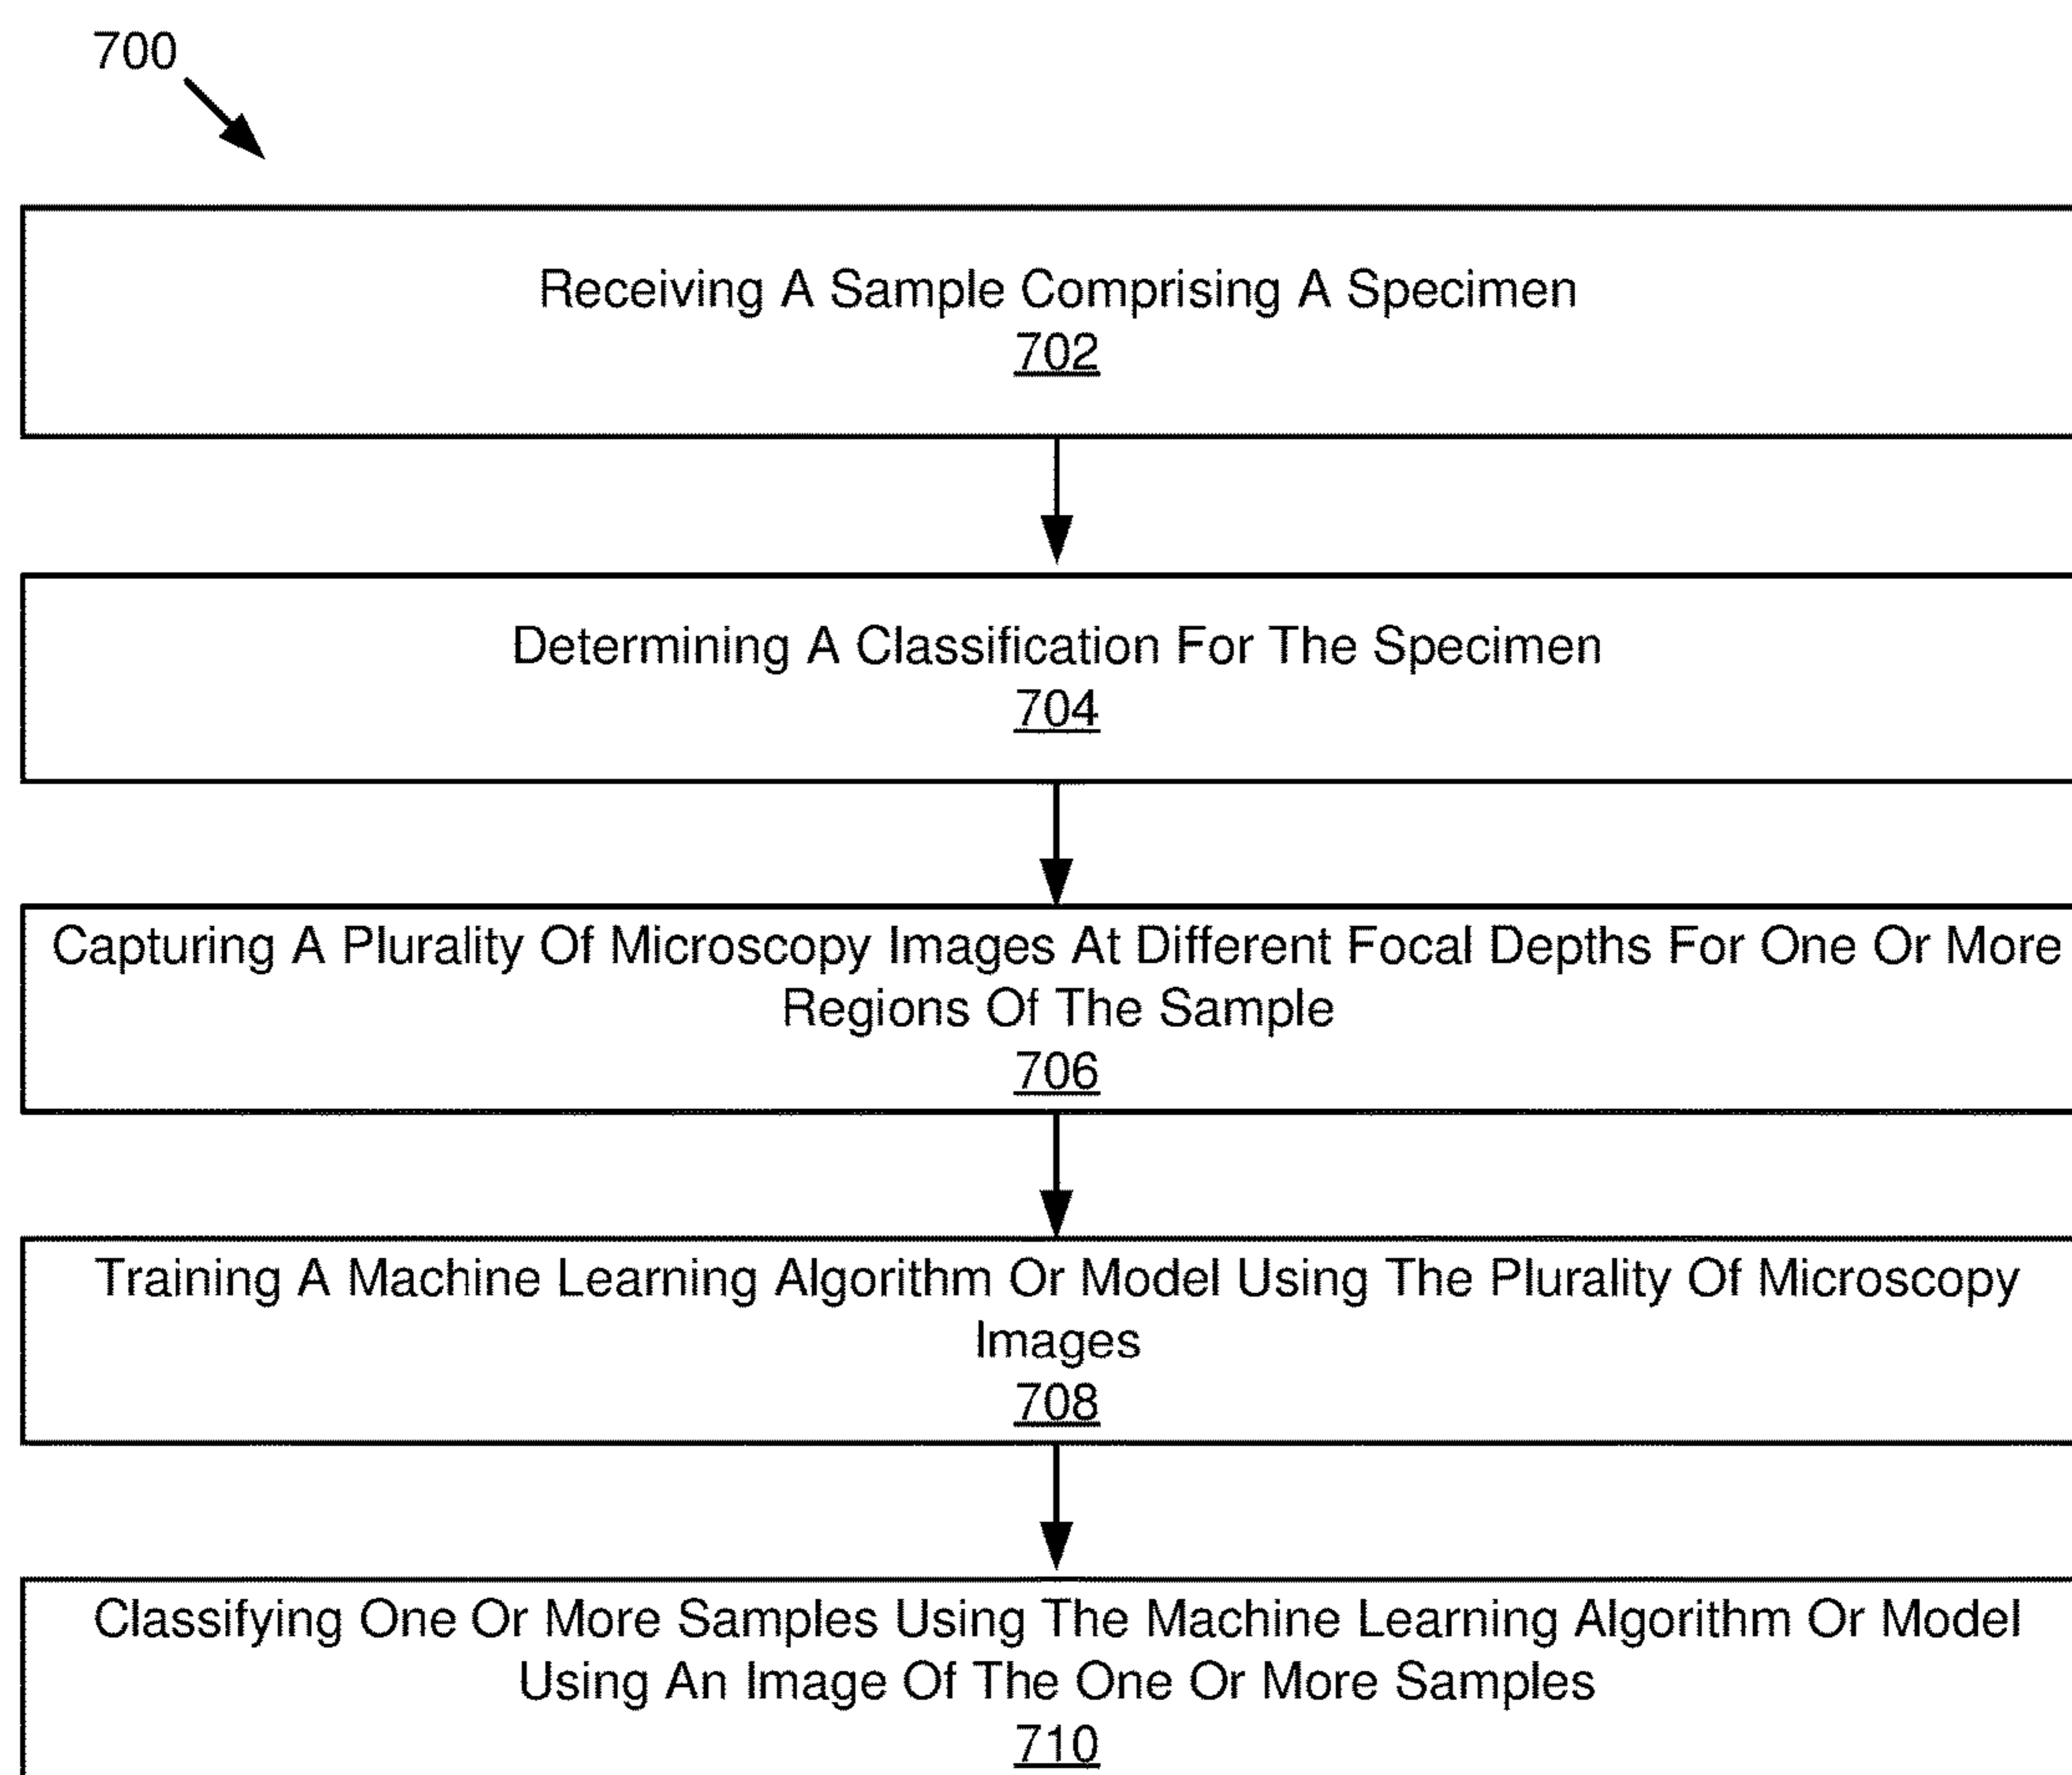 700
Receiving A Sample Comprising A Specimen
702
Determining A Classification For The Specimen
704
Capturing A Plurality Of Microscopy Images At Different Focal Depths For One Or More
Regions Of The Sample
706
Training A Machine Learning Algorithm Or Model Using The Plurality Of Microscopy
Images
708
Classifying One Or More Samples Using The Machine Learning Algorithm Or Model
Using An Image Of The One Or More Samples
710